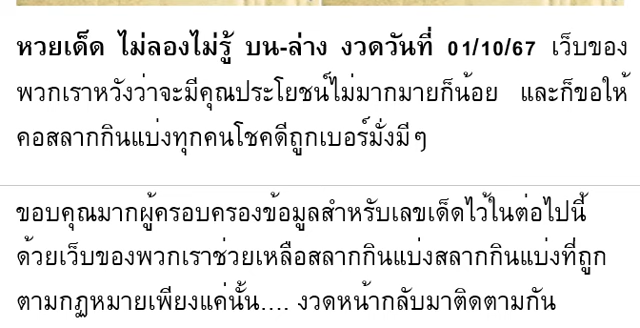 หวยเด็ด ไม่ลองไม่รู้ บน-ล่าง งวดวันที่ 01/10/67 เว็บของ
พวกเราหวังว่าจะมีคุณประโยชน์ไม่มากมายก็น้อย และก็ขอให้
คอสลากกินแบ่งทุกคนโชคดีถูกเบอร์มั่งมีๆ
ขอบคุณมากผู้ครอบครองข้อมูลสำหรับเลขเด็ดไว้ในต่อไปนี้
ด้วยเว็บของพวกเราช่วยเหลือสลากกินแบ่งสลากกินแบ่งที่ถูก
ตามกฏหมายเพียงแค่นั้น.... งวดหน้ากลับมาติดตามกัน